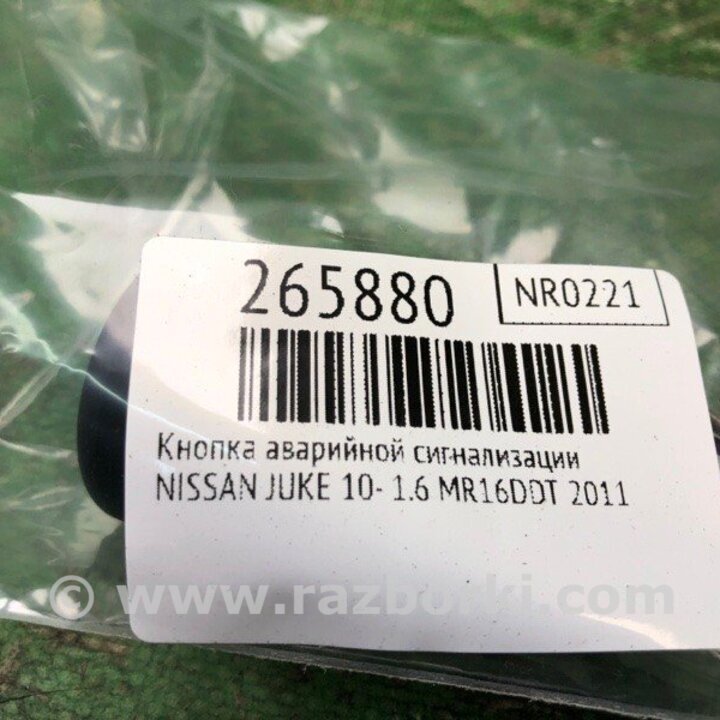 265880
NR0221
Кнопка аварийной сигнализации
NISSAN JUKE 10- 1.6 MR16DDT 2011
© www.razborki.com